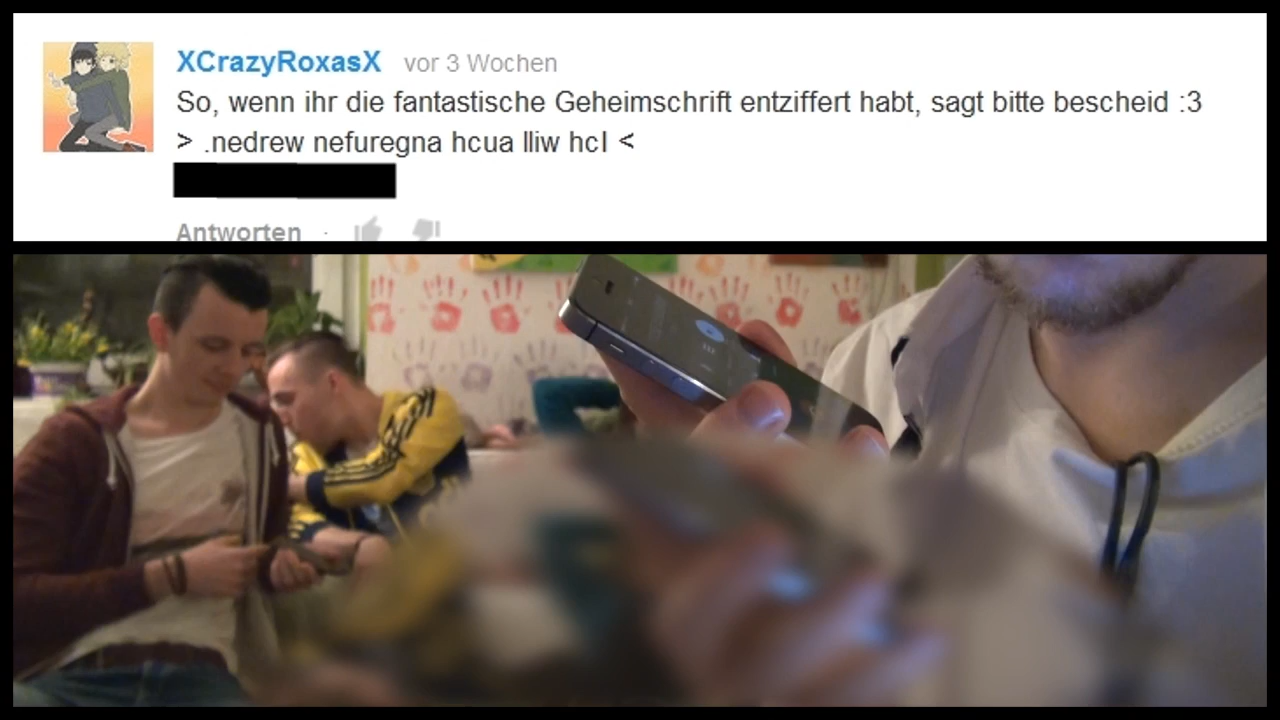 XCrazyRoxasX vor 3 Wochen
So, wenn ihr die fantastische Geheimschrift entziffert habt, sagt bitte bescheid :3
> .nedrew nefuregna hcua lliw hcI <
Antworten ·